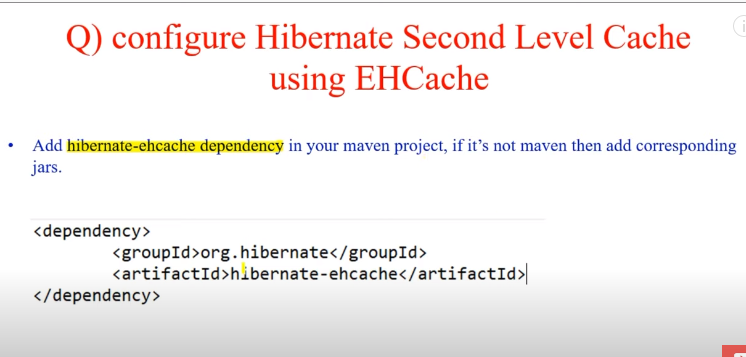 Q) configure Hibernate Second Level Cache
using EHCache
• Add hibernate-ehcache dependency in your maven project, if it’s not maven then add corresponding
jars.
<dependency>
<groupId>org.hibernate</groupId>
<artifactId>hibernate-ehcache</artifactId>
</dependency>